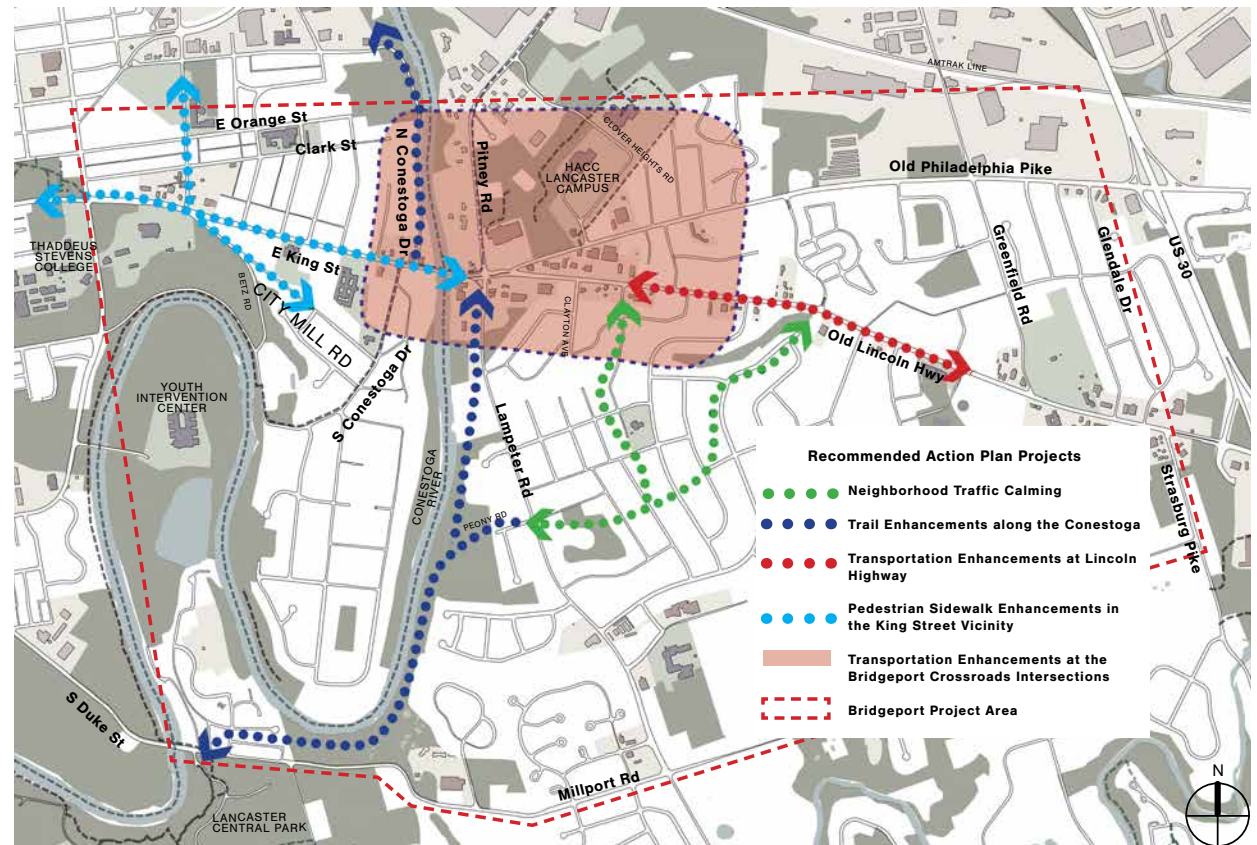 AMTRAK LINE
E Orange St
Clark St
N Conestoga Dr
Pitney Rd
CLOVER HEIGHTS RD
HACC
LANCASTER
CAMPUS
Old Philadelphia Pike
THADDEUS
STEVENS
COLLEGE
E King St
BETZ RD
CITY MILL RD
S Conestoga Dr
CLAYTON AVE
Greenfield Rd
Glendale Dr
US 30
Old Lincoln Hwy
YOUTH
INTERVENTION
CENTER
CONESTOGA
RIVER
Lampeter Rd
PEONY RD
Strasburg Pike
Recommended Action Plan Projects
Neighborhood Traffic Calming
Trail Enhancements along the Conestoga
Transportation Enhancements at Lincoln
Highway
Pedestrian Sidewalk Enhancements in
the King Street Vicinity
Transportation Enhancements at the
Bridgeport Crossroads Intersections
Bridgeport Project Area
S Duke St
Millport Rd
LANCASTER
CENTRAL PARK
N